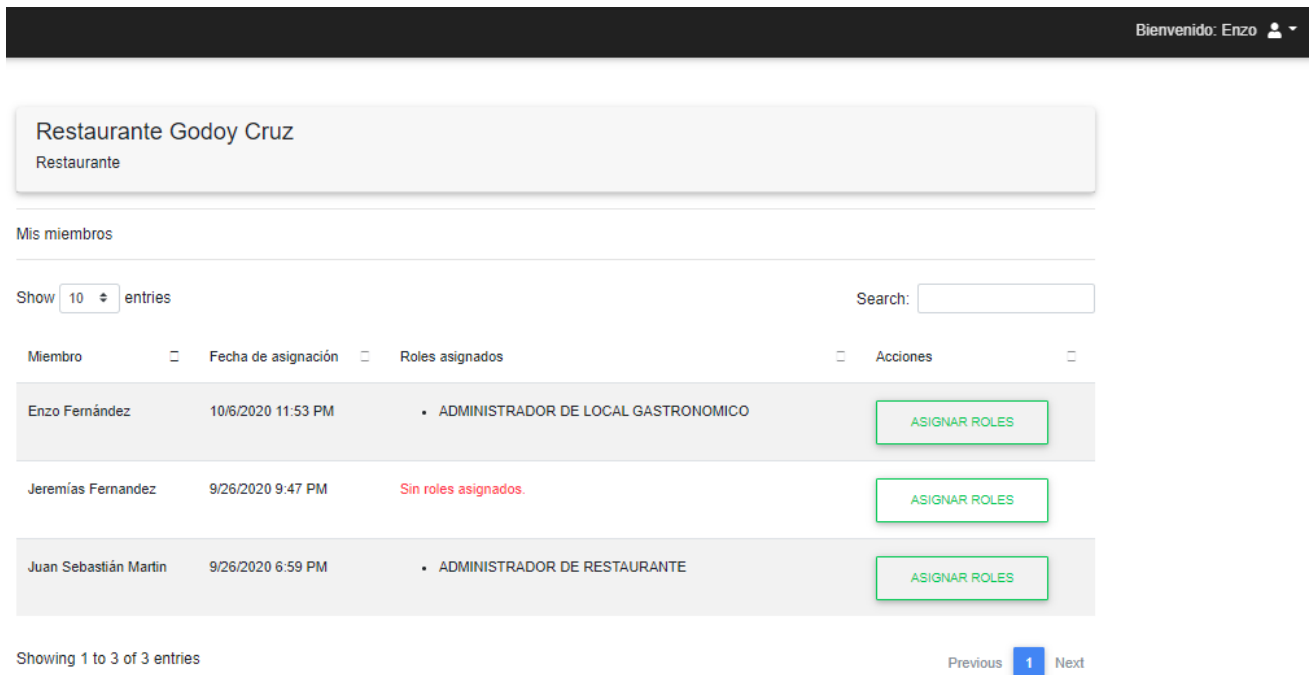 Bienvenido: Enzo
Restaurante Godoy Cruz
Restaurante
Mis miembros
Show 10 entries Search:
Miembro Fecha de asignación Roles asignados Acciones
Enzo Fernández 10/6/2020 11:53 PM • ADMINISTRADOR DE LOCAL GASTRONOMICO ASIGNAR ROLES
Jeremías Fernandez 9/26/2020 9:47 PM Sin roles asignados. ASIGNAR ROLES
Juan Sebastián Martin 9/26/2020 6:59 PM • ADMINISTRADOR DE RESTAURANTE ASIGNAR ROLES
Showing 1 to 3 of 3 entries Previous 1 Next